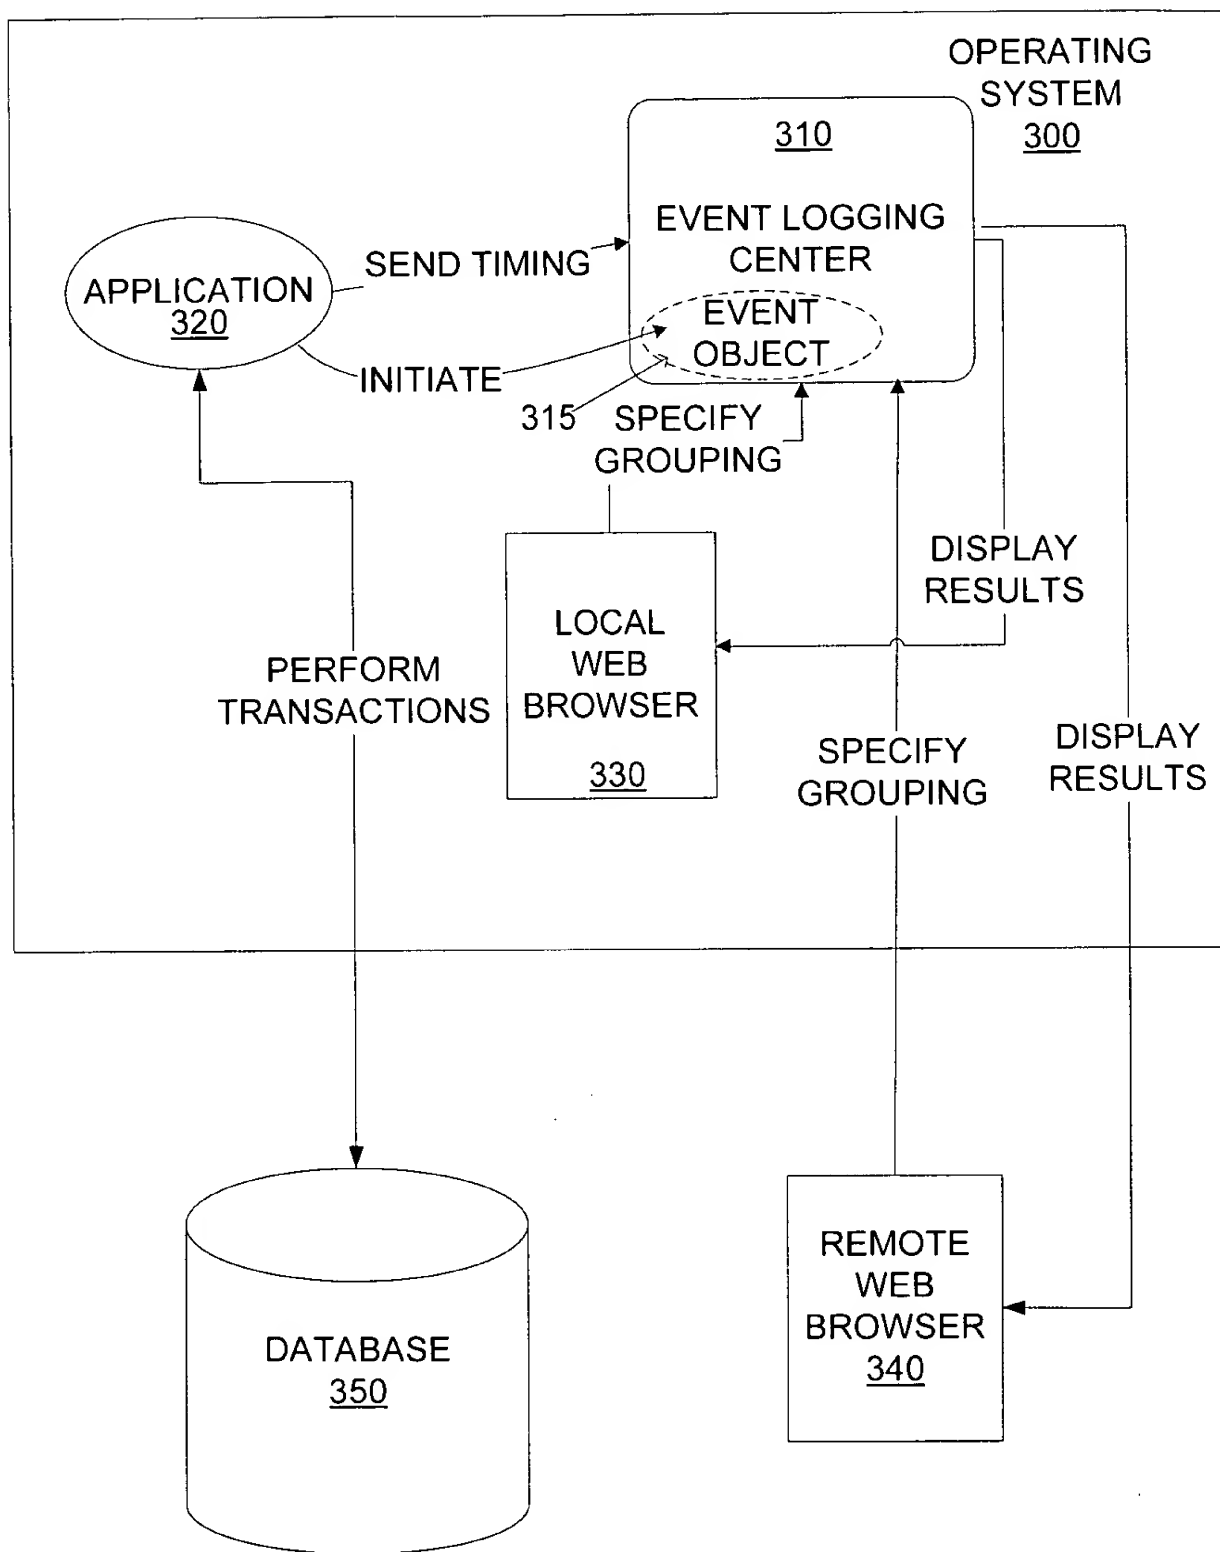 OPERATING
SYSTEM
300
310
EVENT LOGGING
CENTER
SEND TIMING
APPLICATION
320
EVENT
OBJECT
INITIATE
315
SPECIFY
GROUPING
DISPLAY
RESULTS
LOCAL
WEB
BROWSER
330
PERFORM
TRANSACTIONS
SPECIFY
GROUPING
DISPLAY
RESULTS
REMOTE
WEB
BROWSER
340
DATABASE
350